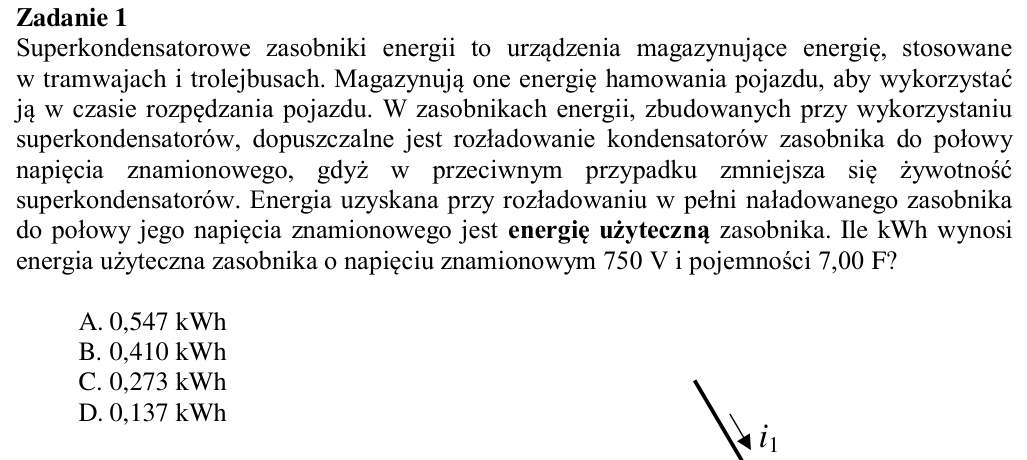 Zadanie 1
Superkondensatorowe zasobniki energii to urządzenia magazynujące energię, stosowane
w tramwajach i trolejbusach. Magazynują one energię hamowania pojazdu, aby wykorzystać
ją w czasie rozpędzania pojazdu. W zasobnikach energii, zbudowanych przy wykorzystaniu
superkondensatorów, dopuszczalne jest rozładowanie kondensatorów zasobnika do połowy
napięcia znamionowego, gdyż w przeciwnym przypadku zmniejsza się żywotność
superkondensatorów. Energia uzyskana przy rozładowaniu w pełni naładowanego zasobnika
do połowy jego napięcia znamionowego jest energię użyteczną zasobnika. Ile kWh wynosi
energia użyteczna zasobnika o napięciu znamionowym 750 V i pojemności 7,00 F?
A. 0,547 kWh
B. 0,410 kWh
C. 0,273 kWh
D. 0,137 kWh
i1